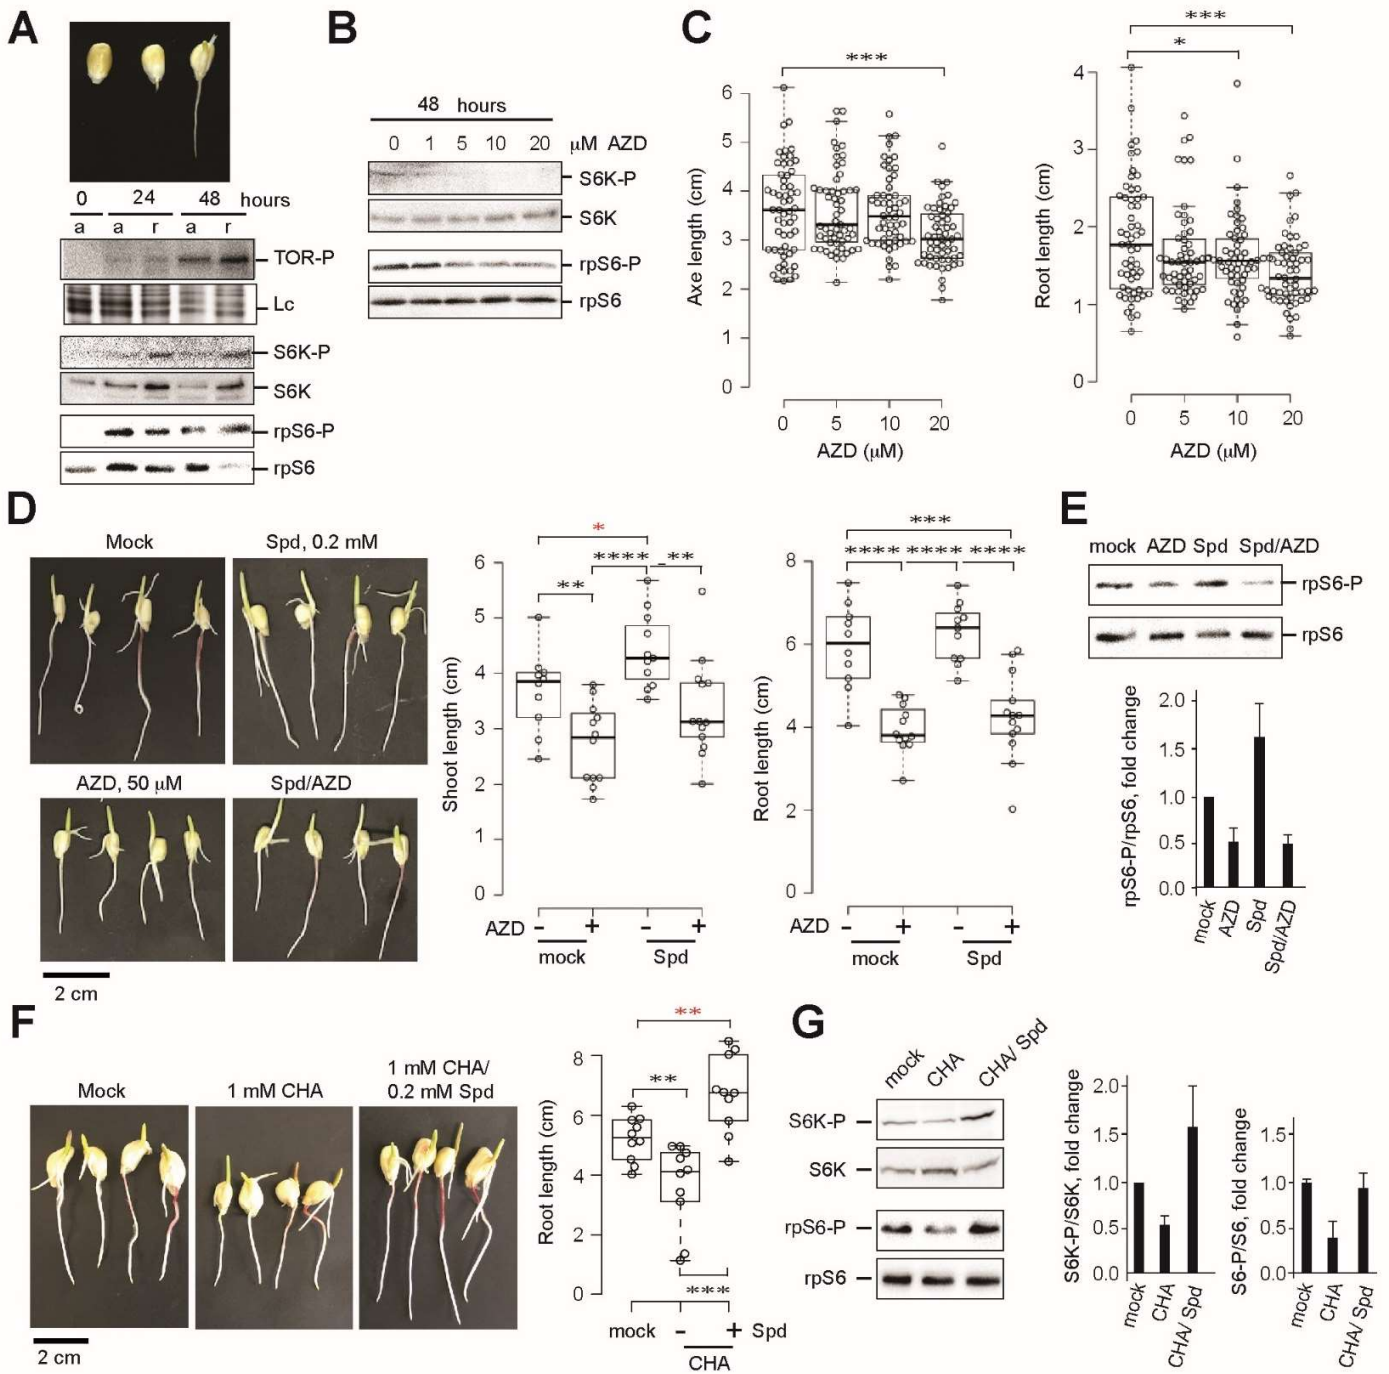 A
0 24 48 hours
a a r a r
TOR-P
Lc
S6K-P
S6K
rpS6-P
rpS6
B
48 hours
0 1 5 10 20 μM AZD
S6K-P
S6K
rpS6-P
rpS6
C
***
6
5
4
3
2
1
0
Axe length (cm)
0 5 10 20
AZD (μM)
***
*
4
3
2
1
0
Root length (cm)
0 5 10 20
AZD (μM)
D
Mock
Spd, 0.2 mM
AZD, 50 μM
Spd/AZD
2 cm
*
**** **
**
6
5
4
3
2
1
0
Shoot length (cm)
AZD - + - +
mock Spd
***
**** **** ****
8
6
4
2
0
Root length (cm)
AZD - + - +
mock Spd
E
mock AZD Spd Spd/AZD
rpS6-P
rpS6
2.0
1.5
1.0
0.5
0.0
rpS6-P/rpS6, fold change
mock
AZD
Spd
Spd/AZD
F
Mock
1 mM CHA
1 mM CHA/
0.2 mM Spd
2 cm
**
**
***
8
6
4
2
0
Root length (cm)
mock - + Spd
CHA
G
mock
CHA
CHA/ Spd
S6K-P
S6K
rpS6-P
rpS6
2.0
1.5
1.0
0.5
0.0
S6K-P/S6K, fold change
mock
CHA
CHA/ Spd
1.5
1.0
0.5
0.0
S6-P/S6, fold change
mock
CHA
CHA/ Spd